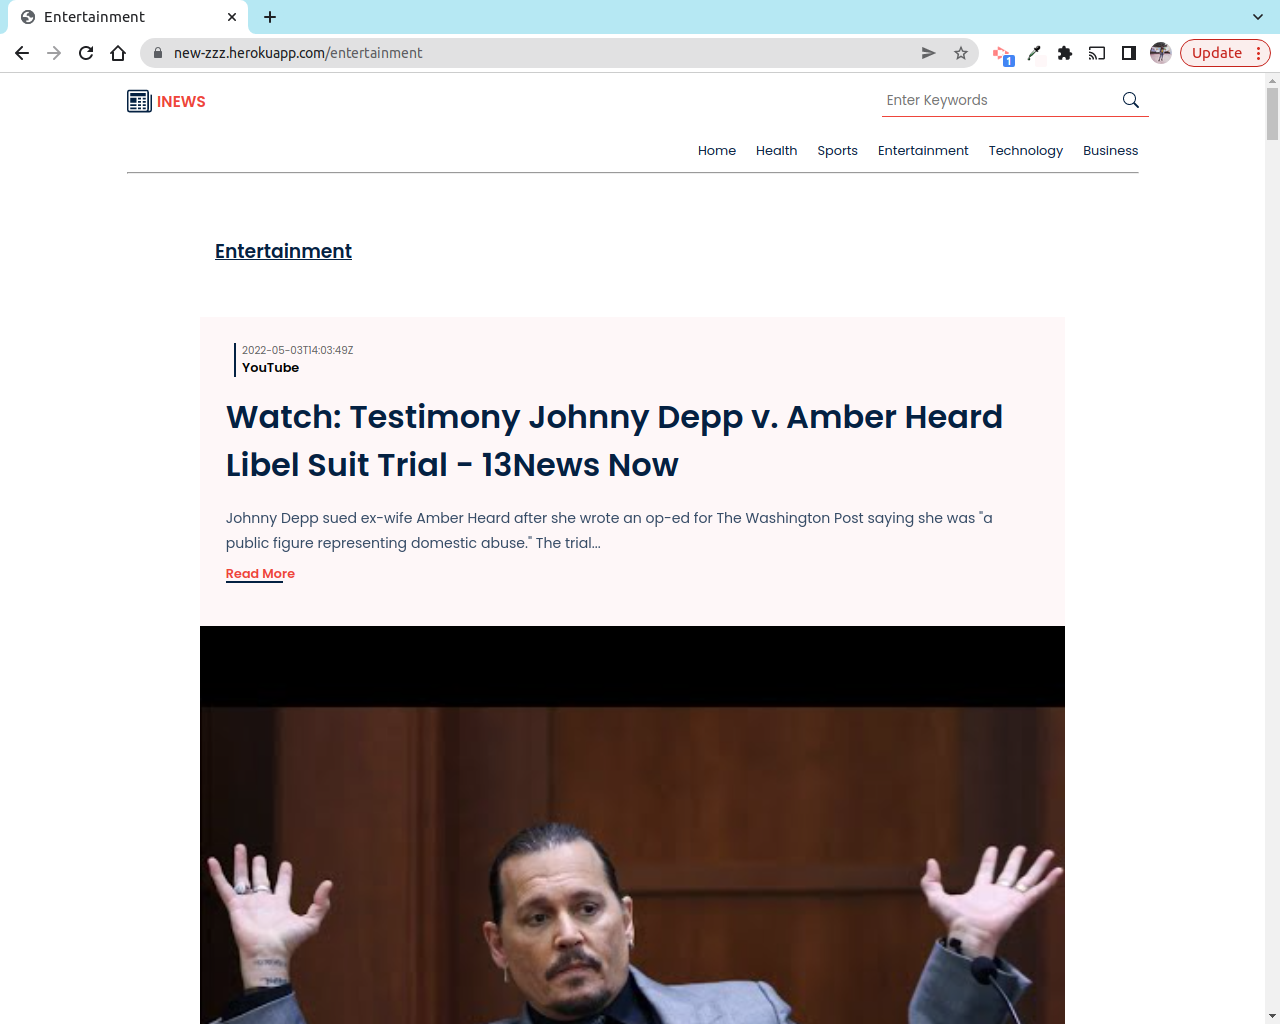 Entertainment
new-zzz.herokuapp.com/entertainment
1
Update
INEWS
Enter Keywords
Home Health Sports Entertainment Technology Business
Entertainment
2022-05-03T14:03:49Z
YouTube
Watch: Testimony Johnny Depp v. Amber Heard
Libel Suit Trial - 13News Now
Johnny Depp sued ex-wife Amber Heard after she wrote an op-ed for The Washington Post saying she was "a
public figure representing domestic abuse." The trial...
Read More